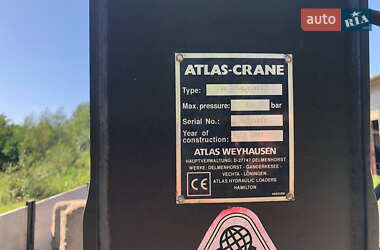 auto RIA
ATLAS-CRANE
Type:
Max. pressure: bar
Serial No.
Year of
construction:
ATLAS WEYHAUSEN
HAUPTVERWALTUNG: D-27747 DELMENHORST
WERKE: DELMENHORST - GANDERKESEE -
VECHTA - LÖNINGEN
ATLAS HYDRAULIC LOADERS
HAMILTON
CE